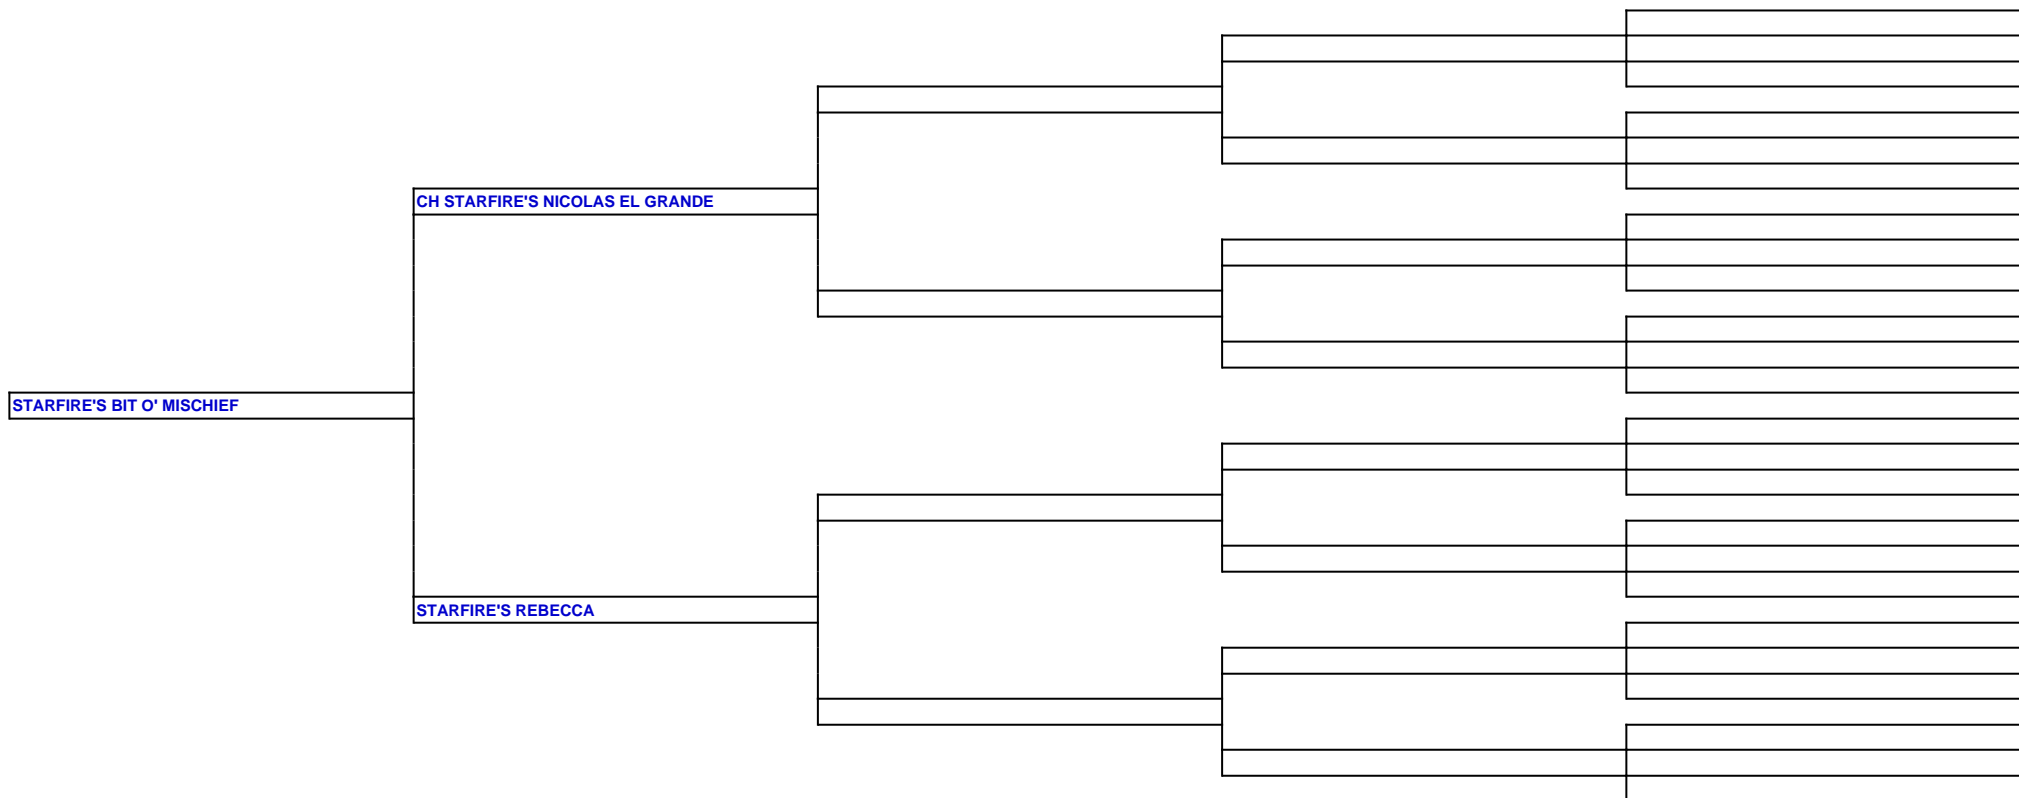 CH STARFIRE'S NICOLAS EL GRANDE
STARFIRE'S BIT O' MISCHIEF
STARFIRE'S REBECCA